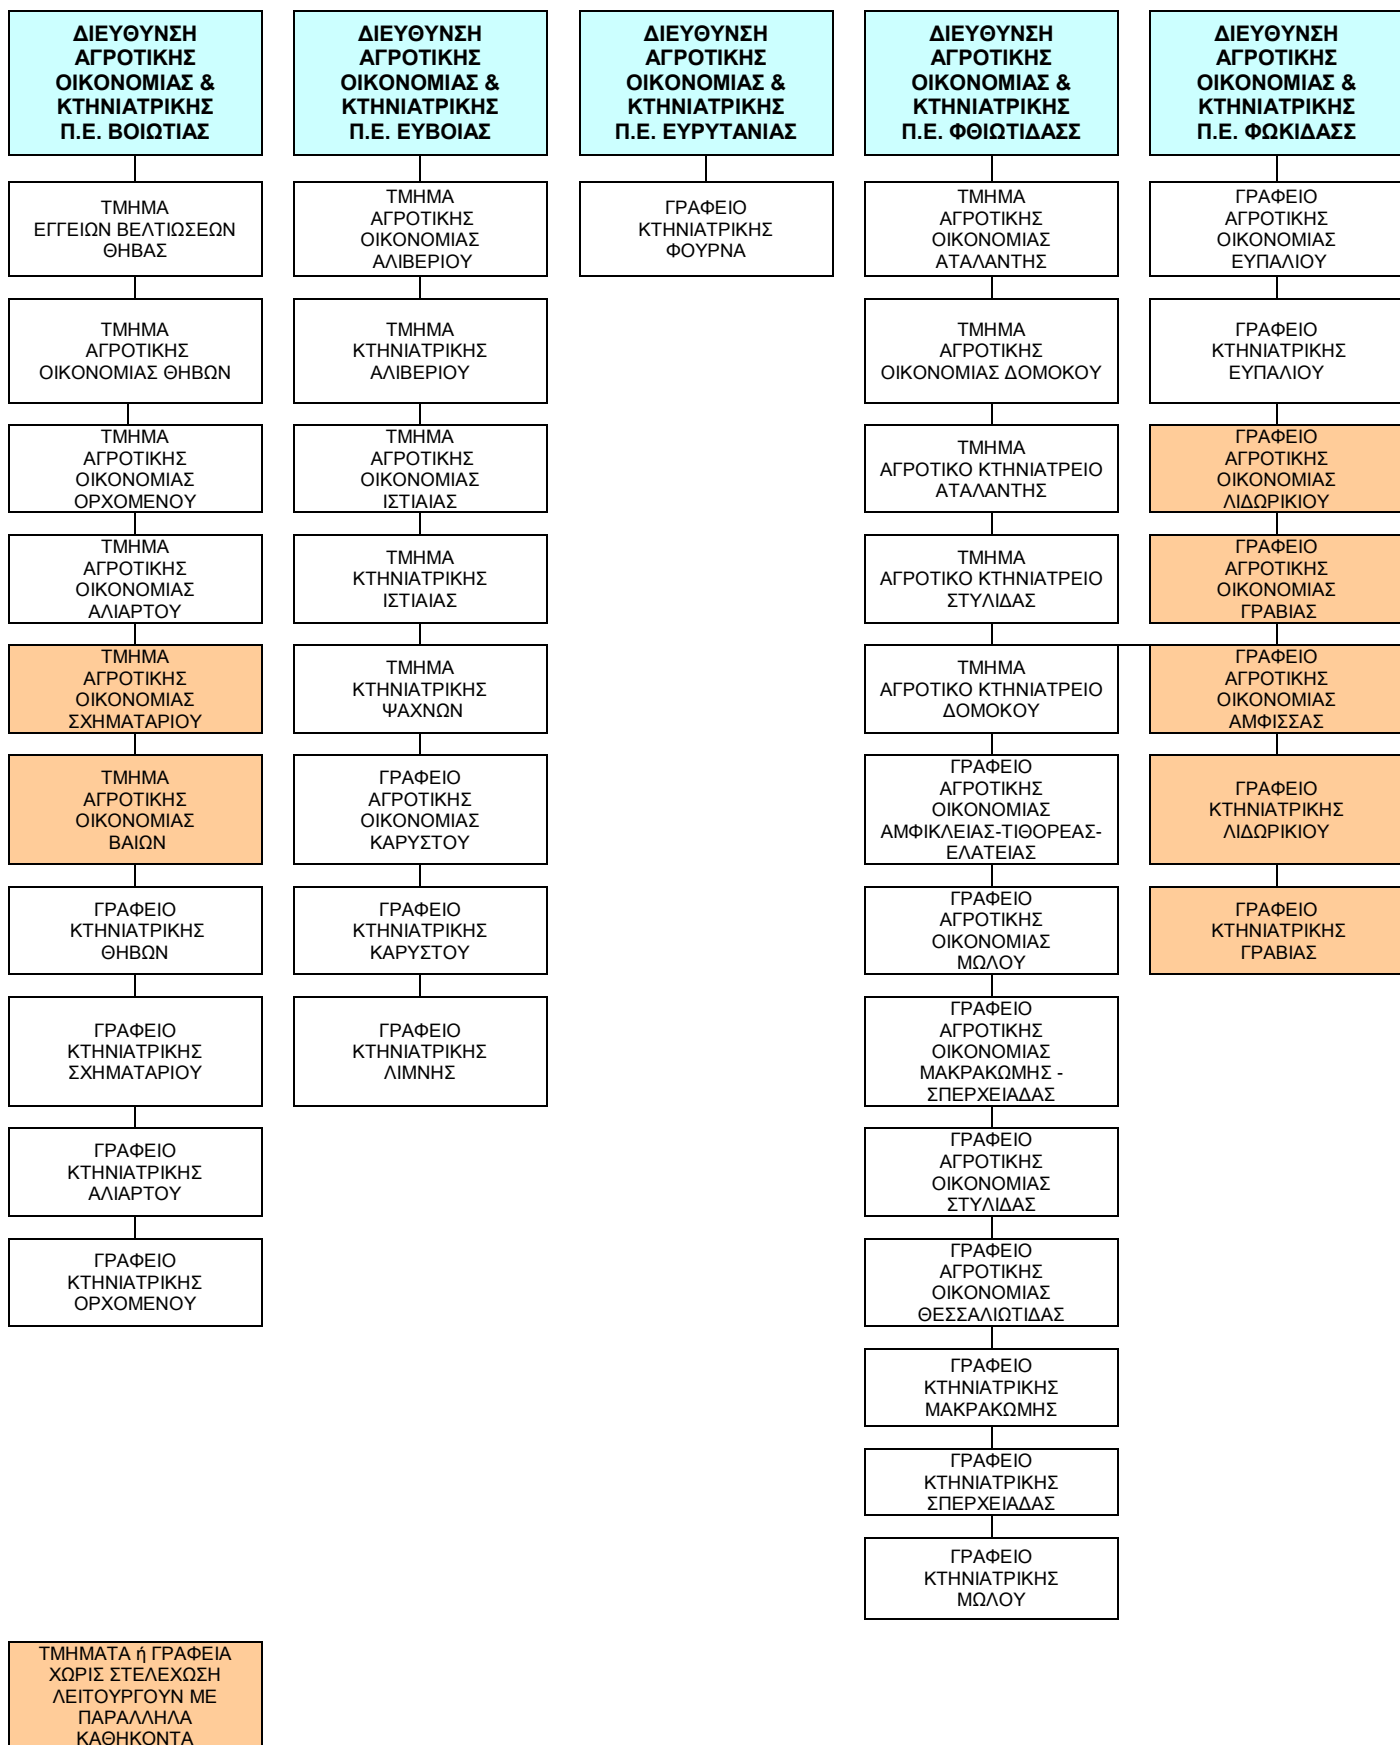 ΔΙΕΥΘΥΝΣΗ
ΑΓΡΟΤΙΚΗΣ
ΟΙΚΟΝΟΜΙΑΣ &
ΚΤΗΝΙΑΤΡΙΚΗΣ
Π.Ε. ΒΟΙΩΤΙΑΣ
ΤΜΗΜΑ
ΕΓΓΕΙΩΝ ΒΕΛΤΙΩΣΕΩΝ
ΘΗΒΑΣ
ΤΜΗΜΑ
ΑΓΡΟΤΙΚΗΣ
ΟΙΚΟΝΟΜΙΑΣ ΘΗΒΩΝ
ΤΜΗΜΑ
ΑΓΡΟΤΙΚΗΣ
ΟΙΚΟΝΟΜΙΑΣ
ΟΡΧΟΜΕΝΟΥ
ΤΜΗΜΑ
ΑΓΡΟΤΙΚΗΣ
ΟΙΚΟΝΟΜΙΑΣ
ΑΛΙΑΡΤΟΥ
ΤΜΗΜΑ
ΑΓΡΟΤΙΚΗΣ
ΟΙΚΟΝΟΜΙΑΣ
ΣΧΗΜΑΤΑΡΙΟΥ
ΤΜΗΜΑ
ΑΓΡΟΤΙΚΗΣ
ΟΙΚΟΝΟΜΙΑΣ
ΒΑΙΩΝ
ΓΡΑΦΕΙΟ
ΚΤΗΝΙΑΤΡΙΚΗΣ
ΘΗΒΩΝ
ΓΡΑΦΕΙΟ
ΚΤΗΝΙΑΤΡΙΚΗΣ
ΣΧΗΜΑΤΑΡΙΟΥ
ΓΡΑΦΕΙΟ
ΚΤΗΝΙΑΤΡΙΚΗΣ
ΑΛΙΑΡΤΟΥ
ΓΡΑΦΕΙΟ
ΚΤΗΝΙΑΤΡΙΚΗΣ
ΟΡΧΟΜΕΝΟΥ
ΔΙΕΥΘΥΝΣΗ
ΑΓΡΟΤΙΚΗΣ
ΟΙΚΟΝΟΜΙΑΣ &
ΚΤΗΝΙΑΤΡΙΚΗΣ
Π.Ε. ΕΥΒΟΙΑΣ
ΤΜΗΜΑ
ΑΓΡΟΤΙΚΗΣ
ΟΙΚΟΝΟΜΙΑΣ
ΑΛΙΒΕΡΙΟΥ
ΤΜΗΜΑ
ΚΤΗΝΙΑΤΡΙΚΗΣ
ΑΛΙΒΕΡΙΟΥ
ΤΜΗΜΑ
ΑΓΡΟΤΙΚΗΣ
ΟΙΚΟΝΟΜΙΑΣ
ΙΣΤΙΑΙΑΣ
ΤΜΗΜΑ
ΚΤΗΝΙΑΤΡΙΚΗΣ
ΙΣΤΙΑΙΑΣ
ΤΜΗΜΑ
ΚΤΗΝΙΑΤΡΙΚΗΣ
ΨΑΧΝΩΝ
ΓΡΑΦΕΙΟ
ΑΓΡΟΤΙΚΗΣ
ΟΙΚΟΝΟΜΙΑΣ
ΚΑΡΥΣΤΟΥ
ΓΡΑΦΕΙΟ
ΚΤΗΝΙΑΤΡΙΚΗΣ
ΚΑΡΥΣΤΟΥ
ΓΡΑΦΕΙΟ
ΚΤΗΝΙΑΤΡΙΚΗΣ
ΛΙΜΝΗΣ
ΔΙΕΥΘΥΝΣΗ
ΑΓΡΟΤΙΚΗΣ
ΟΙΚΟΝΟΜΙΑΣ &
ΚΤΗΝΙΑΤΡΙΚΗΣ
Π.Ε. ΕΥΡΥΤΑΝΙΑΣ
ΓΡΑΦΕΙΟ
ΚΤΗΝΙΑΤΡΙΚΗΣ
ΦΟΥΡΝΑ
ΔΙΕΥΘΥΝΣΗ
ΑΓΡΟΤΙΚΗΣ
ΟΙΚΟΝΟΜΙΑΣ &
ΚΤΗΝΙΑΤΡΙΚΗΣ
Π.Ε. ΦΘΙΩΤΙΔΑΣΣ
ΤΜΗΜΑ
ΑΓΡΟΤΙΚΗΣ
ΟΙΚΟΝΟΜΙΑΣ
ΑΤΑΛΑΝΤΗΣ
ΤΜΗΜΑ
ΑΓΡΟΤΙΚΗΣ
ΟΙΚΟΝΟΜΙΑΣ ΔΟΜΟΚΟΥ
ΤΜΗΜΑ
ΑΓΡΟΤΙΚΟ ΚΤΗΝΙΑΤΡΕΙΟ
ΑΤΑΛΑΝΤΗΣ
ΤΜΗΜΑ
ΑΓΡΟΤΙΚΟ ΚΤΗΝΙΑΤΡΕΙΟ
ΣΤΥΛΙΔΑΣ
ΤΜΗΜΑ
ΑΓΡΟΤΙΚΟ ΚΤΗΝΙΑΤΡΕΙΟ
ΔΟΜΟΚΟΥ
ΓΡΑΦΕΙΟ
ΑΓΡΟΤΙΚΗΣ
ΟΙΚΟΝΟΜΙΑΣ
ΑΜΦΙΚΛΕΙΑΣ-ΤΙΘΟΡΕΑΣ-
ΕΛΑΤΕΙΑΣ
ΓΡΑΦΕΙΟ
ΑΓΡΟΤΙΚΗΣ
ΟΙΚΟΝΟΜΙΑΣ
ΜΩΛΟΥ
ΓΡΑΦΕΙΟ
ΑΓΡΟΤΙΚΗΣ
ΟΙΚΟΝΟΜΙΑΣ
ΜΑΚΡΑΚΩΜΗΣ -
ΣΠΕΡΧΕΙΑΔΑΣ
ΓΡΑΦΕΙΟ
ΑΓΡΟΤΙΚΗΣ
ΟΙΚΟΝΟΜΙΑΣ
ΣΤΥΛΙΔΑΣ
ΓΡΑΦΕΙΟ
ΑΓΡΟΤΙΚΗΣ
ΟΙΚΟΝΟΜΙΑΣ
ΘΕΣΣΑΛΙΩΤΙΔΑΣ
ΓΡΑΦΕΙΟ
ΚΤΗΝΙΑΤΡΙΚΗΣ
ΜΑΚΡΑΚΩΜΗΣ
ΓΡΑΦΕΙΟ
ΚΤΗΝΙΑΤΡΙΚΗΣ
ΣΠΕΡΧΕΙΑΔΑΣ
ΓΡΑΦΕΙΟ
ΚΤΗΝΙΑΤΡΙΚΗΣ
ΜΩΛΟΥ
ΔΙΕΥΘΥΝΣΗ
ΑΓΡΟΤΙΚΗΣ
ΟΙΚΟΝΟΜΙΑΣ &
ΚΤΗΝΙΑΤΡΙΚΗΣ
Π.Ε. ΦΩΚΙΔΑΣΣ
ΓΡΑΦΕΙΟ
ΑΓΡΟΤΙΚΗΣ
ΟΙΚΟΝΟΜΙΑΣ
ΕΥΠΑΛΙΟΥ
ΓΡΑΦΕΙΟ
ΚΤΗΝΙΑΤΡΙΚΗΣ
ΕΥΠΑΛΙΟΥ
ΓΡΑΦΕΙΟ
ΑΓΡΟΤΙΚΗΣ
ΟΙΚΟΝΟΜΙΑΣ
ΛΙΔΩΡΙΚΙΟΥ
ΓΡΑΦΕΙΟ
ΑΓΡΟΤΙΚΗΣ
ΟΙΚΟΝΟΜΙΑΣ
ΓΡΑΒΙΑΣ
ΓΡΑΦΕΙΟ
ΑΓΡΟΤΙΚΗΣ
ΟΙΚΟΝΟΜΙΑΣ
ΑΜΦΙΣΣΑΣ
ΓΡΑΦΕΙΟ
ΚΤΗΝΙΑΤΡΙΚΗΣ
ΛΙΔΩΡΙΚΙΟΥ
ΓΡΑΦΕΙΟ
ΚΤΗΝΙΑΤΡΙΚΗΣ
ΓΡΑΒΙΑΣ
ΤΜΗΜΑΤΑ ή ΓΡΑΦΕΙΑ
ΧΩΡΙΣ ΣΤΕΛΕΧΩΣΗ
ΛΕΙΤΟΥΡΓΟΥΝ ΜΕ
ΠΑΡΑΛΛΗΛΑ
ΚΑΘΗΚΟΝΤΑ